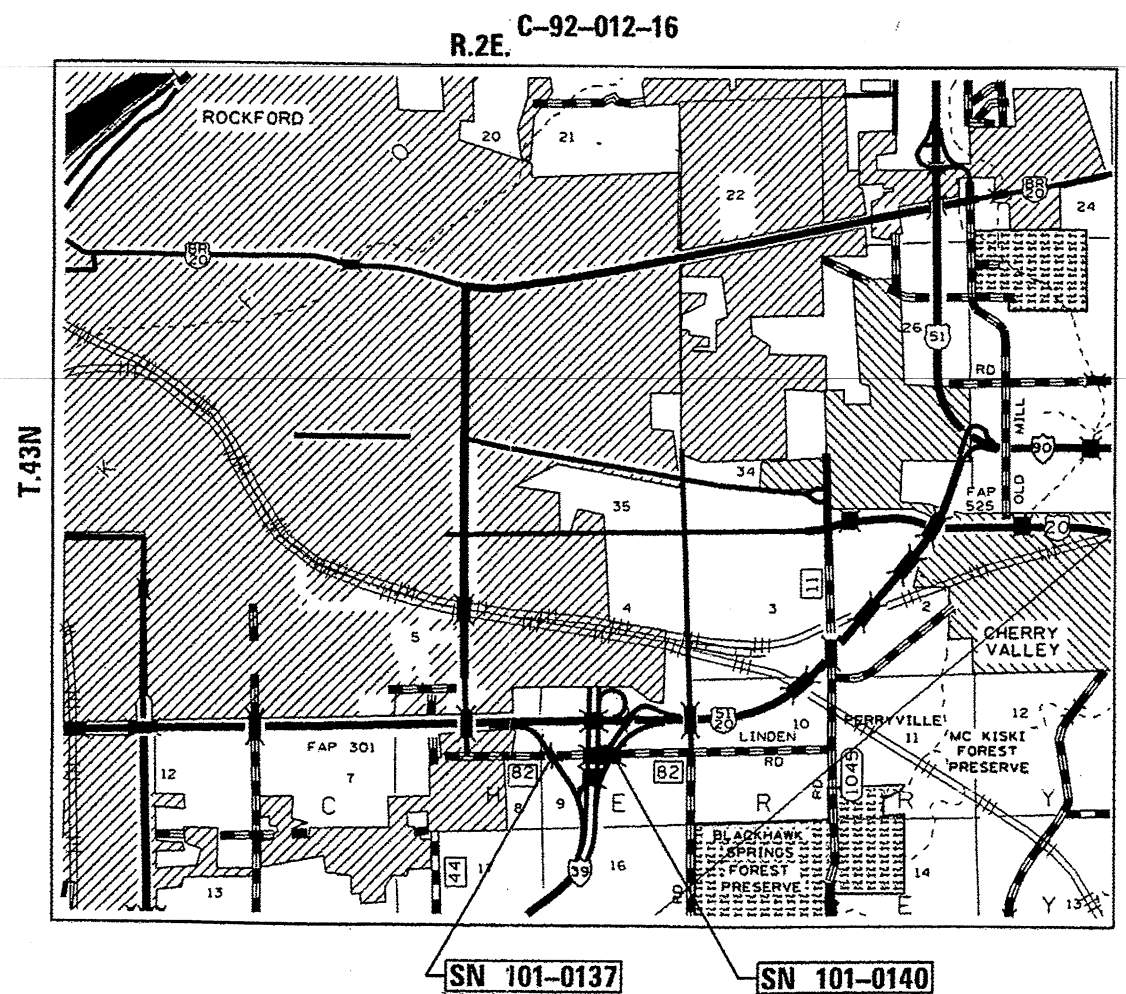 C-92-012-16
R.2E.
T.43N
ROCKFORD
20
21
22
24
BR
20
BR
20
26
51
RD
MILL
OLD
90
34
35
FAP
525
20
11
4
3
2
5
CHERRY
VALLEY
51
20
10
12
PERRYVILLE
11
LINDEN
RD
MC KISKI
FOREST
PRESERVE
FAP 301
12
7
82
82
8
9
1045
RD
C H E R R Y
BLACKHAWK
SPRINGS
FOREST
PRESERVE
44
17
39
16
13
14
RD
E Y
13
SN 101-0137
SN 101-0140